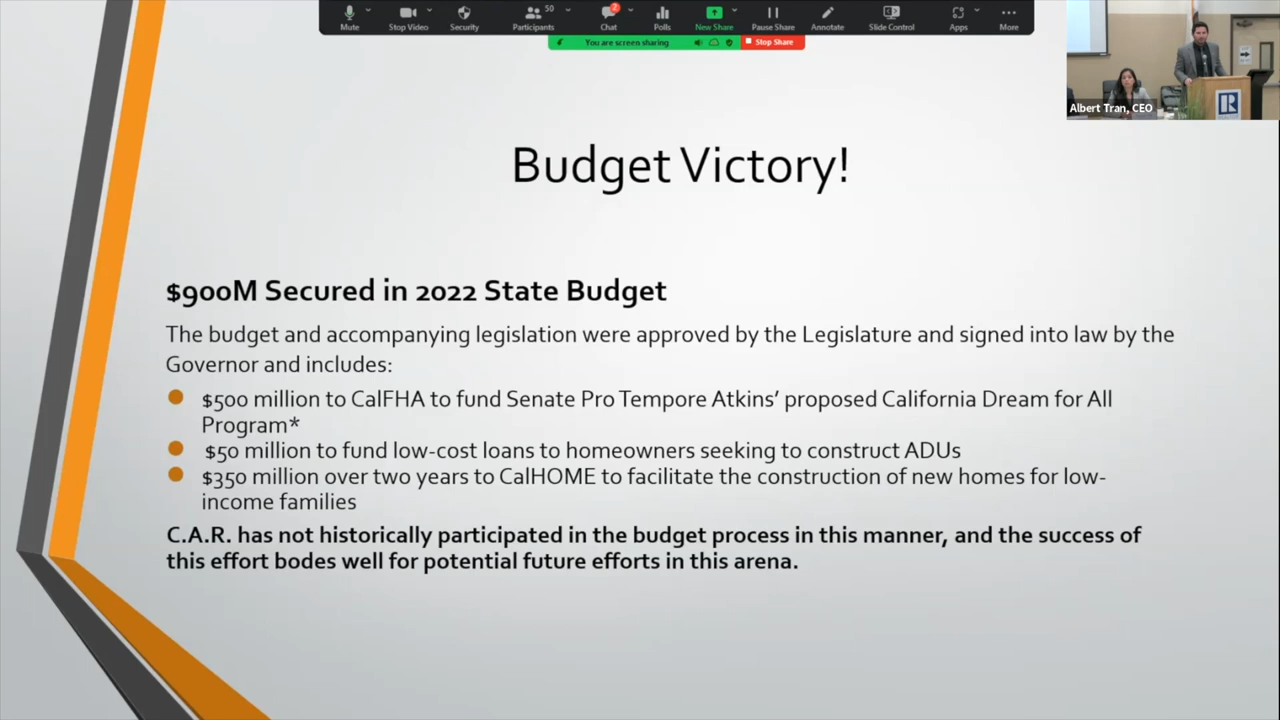 50
2
Mute
Stop Video
Security
Participants
Chat
Polls
New Share
Pause Share
Annotate
Slide Control
Apps
More
You are screen sharing
Stop Share
Albert Tran, CEO
R
Budget Victory!
$900M Secured in 2022 State Budget
The budget and accompanying legislation were approved by the Legislature and signed into law by the
Governor and includes:
$500 million to CalFHA to fund Senate Pro Tempore Atkins' proposed California Dream for All
Program*
$50 million to fund low-cost loans to homeowners seeking to construct ADUs
$350 million over two years to CalHOME to facilitate the construction of new homes for low-
income families
C.A.R. has not historically participated in the budget process in this manner, and the success of
this effort bodes well for potential future efforts in this arena.